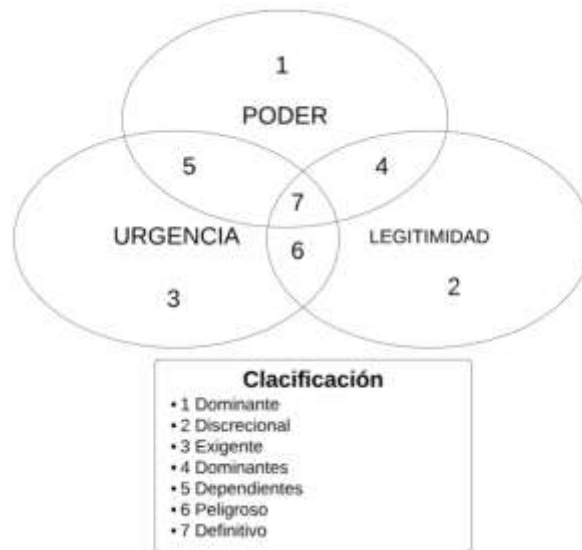 1
PODER
5
4
7
URGENCIA
LEGITIMIDAD
6
3
2
Clacificación
• 1 Dominante
• 2 Discrecional
• 3 Exigente
• 4 Dominantes
• 5 Dependientes
• 6 Peligroso
• 7 Definitivo